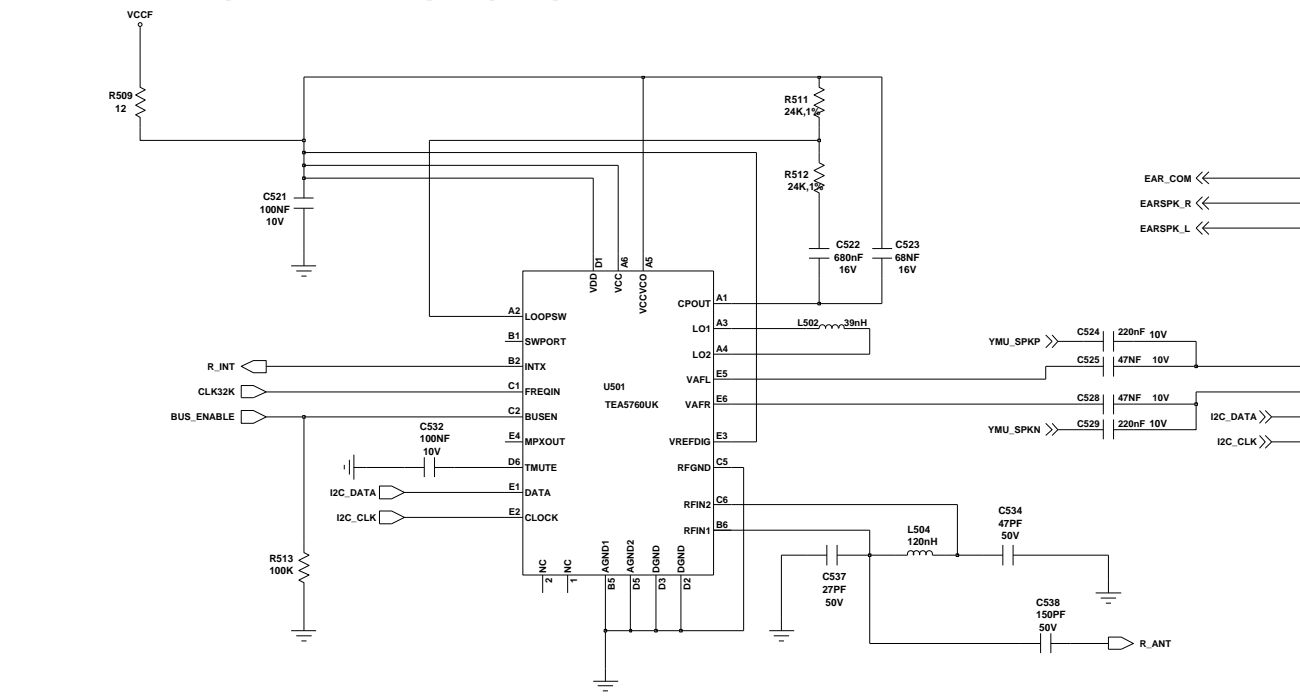 VCCF
R509
12
R511
24K,1%
R512
24K,1%
C521
100NF
10V
C522
680nF
16V
C523
68NF
16V
EAR_COM
EARSPK_R
EARSPK_L
D1
A6
A5
VDD
VCC
VCCVCO
A2
LOOPSW
B1
SWPORT
B2
INTX
C1
FREQIN
C2
BUSEN
E4
MPXOUT
D6
TMUTE
E1
DATA
E2
CLOCK
U501
TEA5760UK
CPOUT
A1
LO1
A3
LO2
A4
VAFL
E5
VAFR
E6
VREFDIG
E3
RFGND
C5
RFIN2
C6
RFIN1
B6
NC
2
NC
1
AGND1
B5
AGND2
D5
DGND
D3
DGND
D2
L502
39nH
R_INT
CLK32K
BUS_ENABLE
C532
100NF
10V
I2C_DATA
I2C_CLK
R513
100K
YMU_SPKP
C524
220nF
10V
C525
47NF
10V
C528
47NF
10V
YMU_SPKN
C529
220nF
10V
I2C_DATA
I2C_CLK
L504
120nH
C534
47PF
50V
C537
27PF
50V
C538
150PF
50V
R_ANT